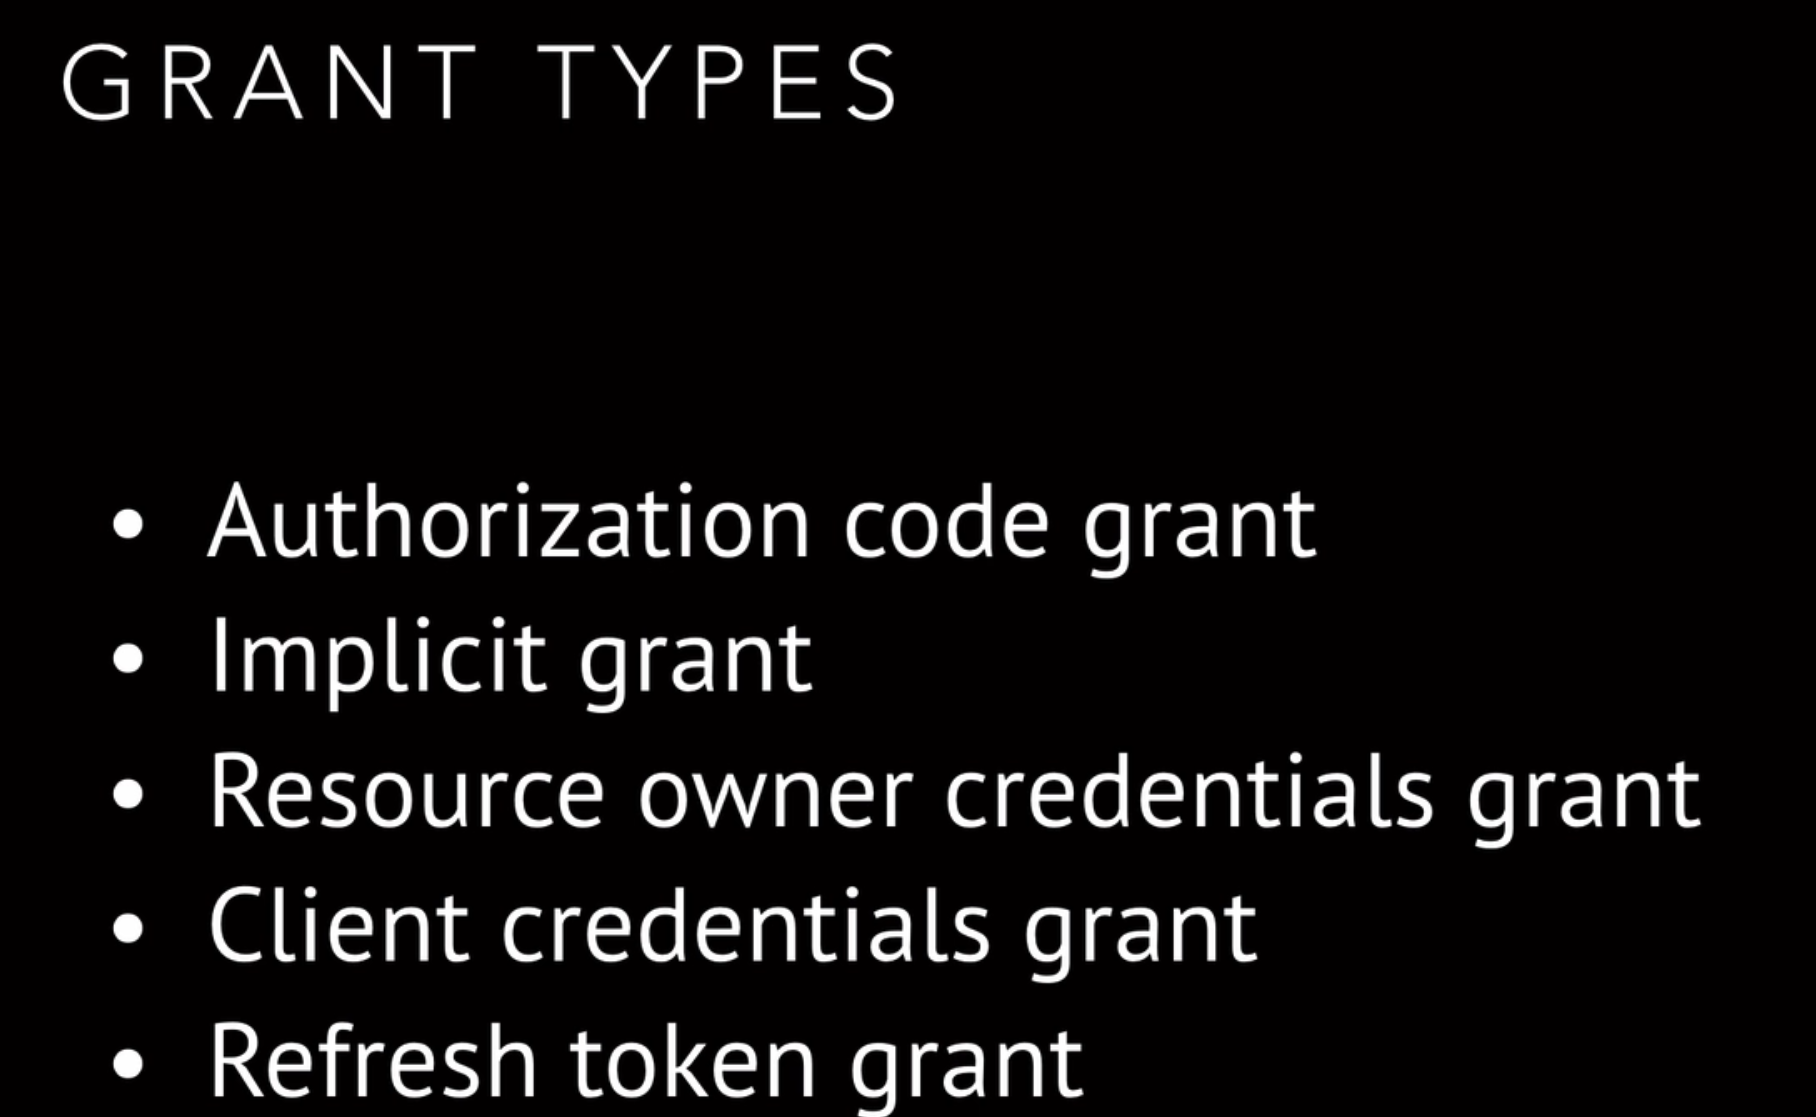 GRANT TYPES
• Authorization code grant
• Implicit grant
• Resource owner credentials grant
• Client credentials grant
• Refresh token grant